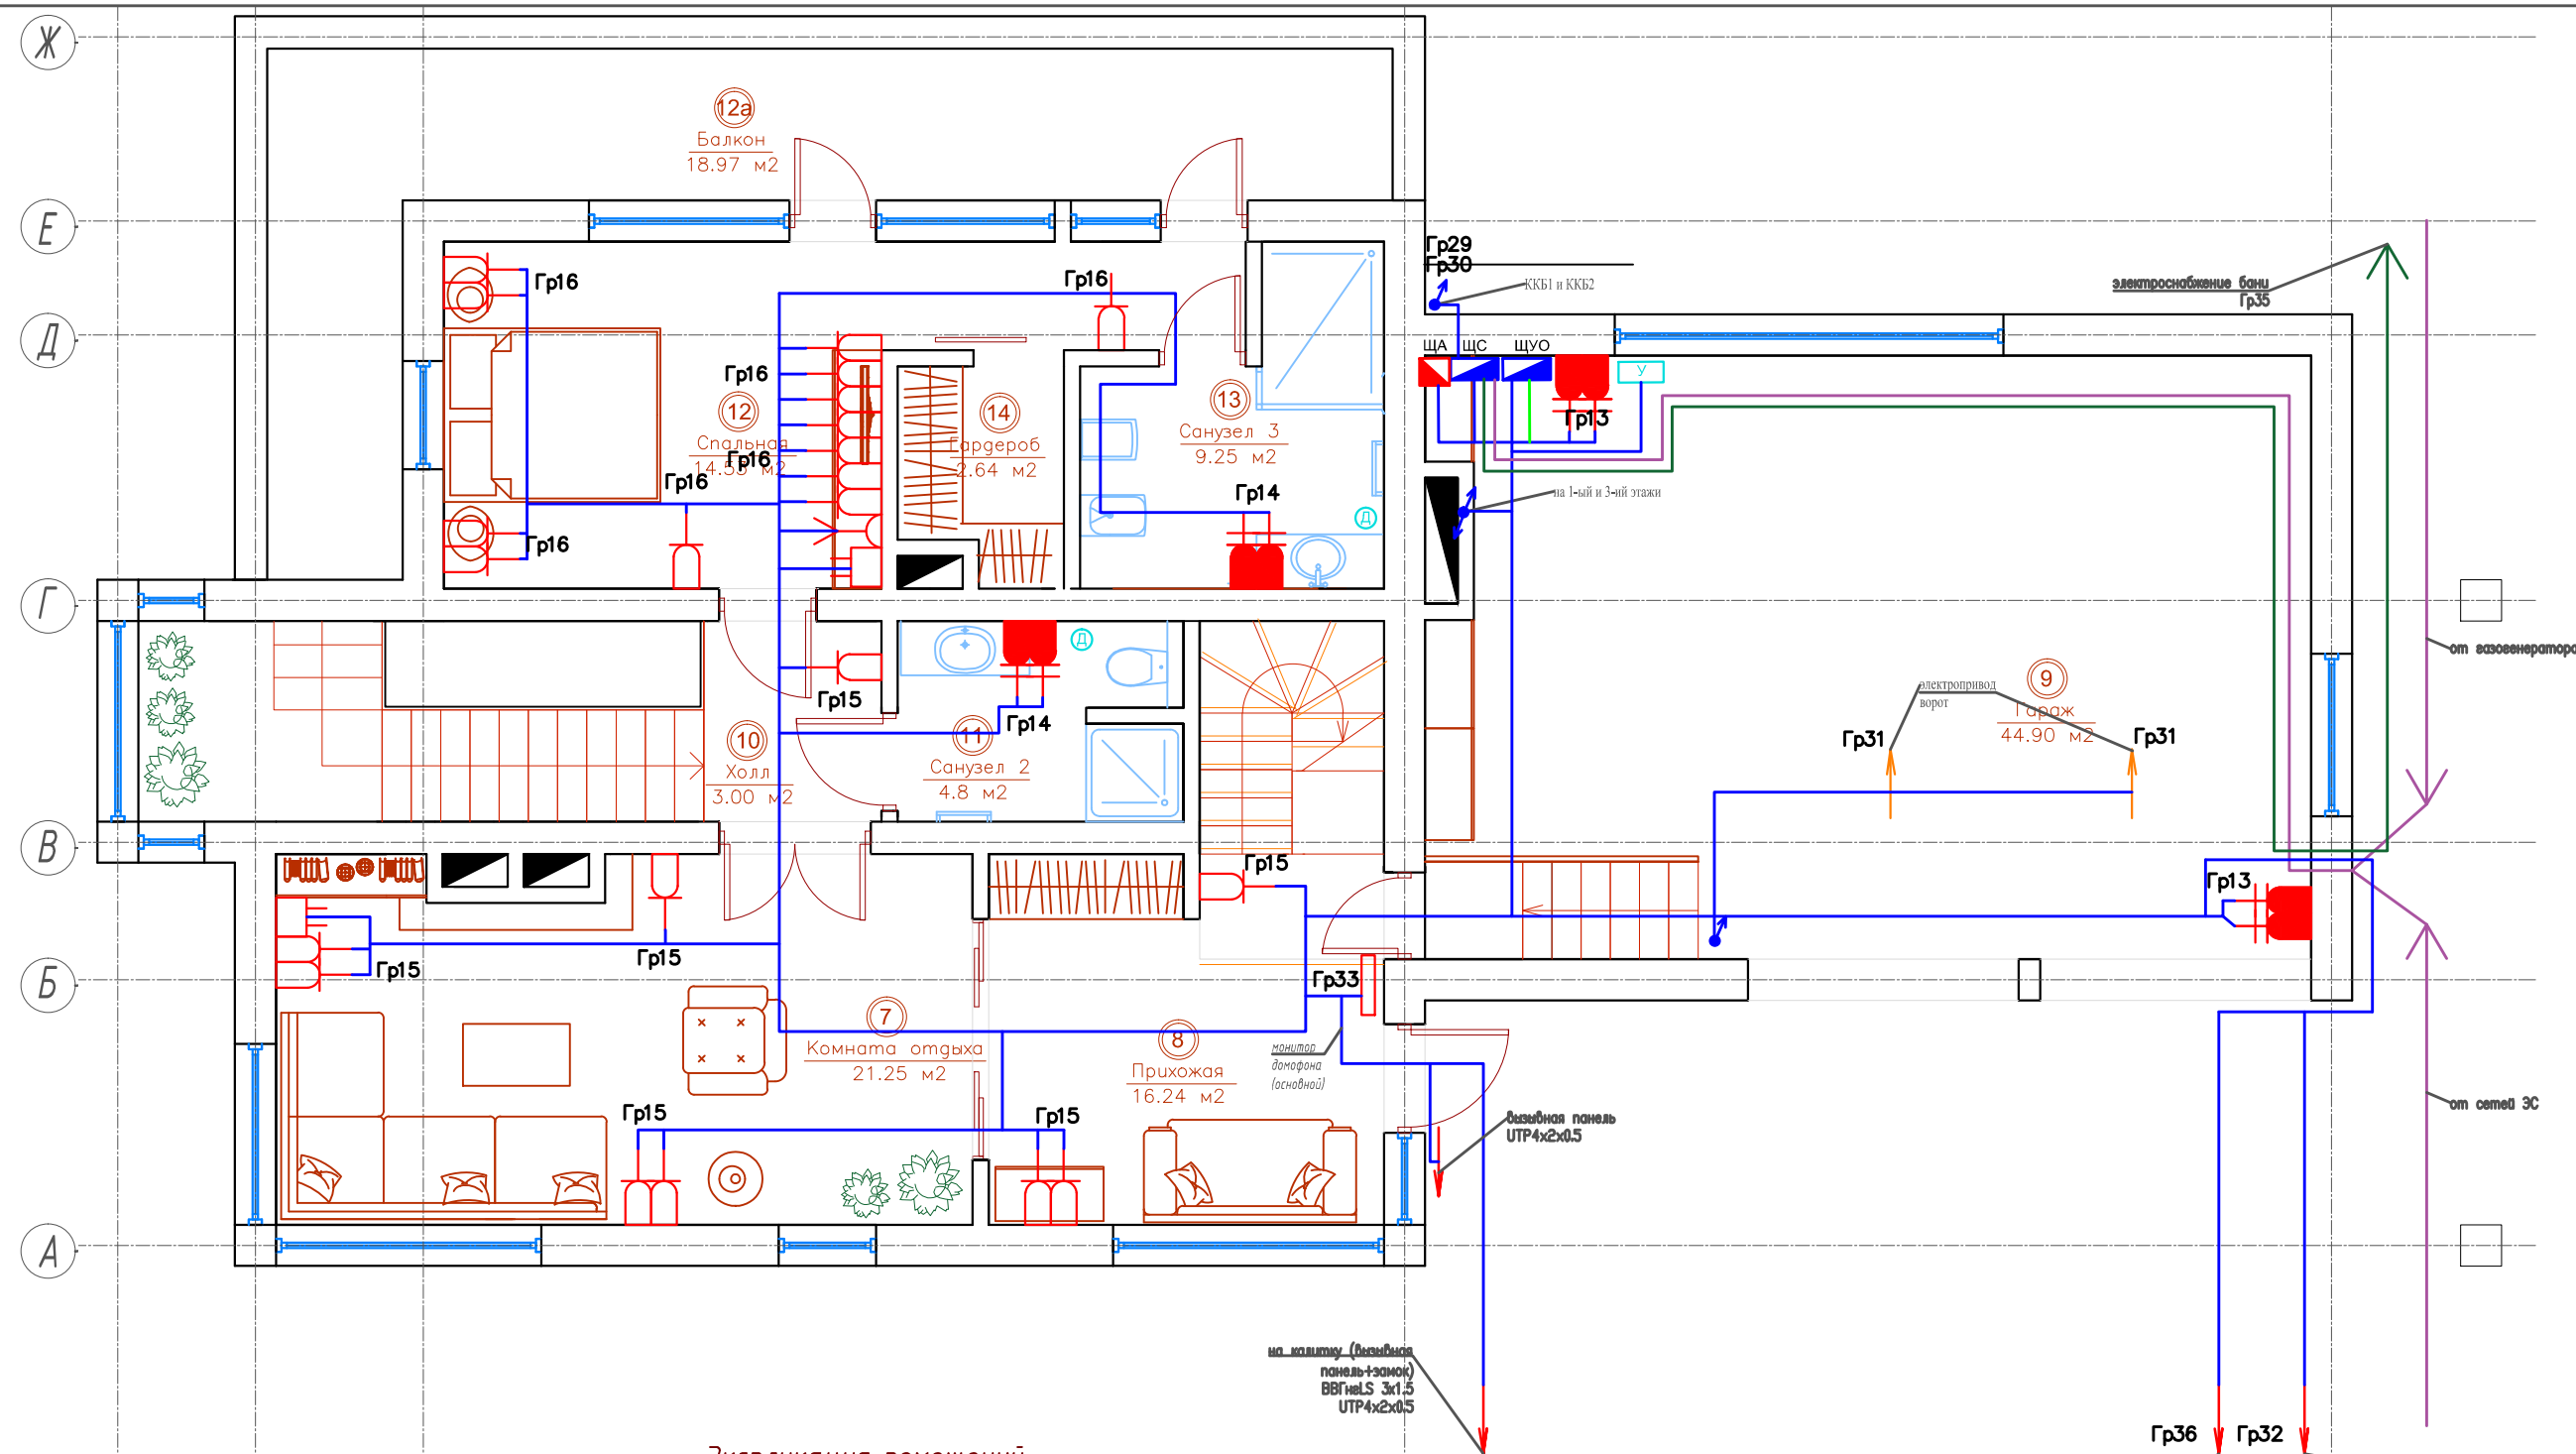 Ж
12а
Балкон
18.97 м2
Е
Гр29
Гр30
ККБ1 и ККБ2
электроснабжение бани
Гр35
Гр16
Гр16
Д
ЩА
ЩС
ЩУО
У
Гр13
Гр16
12
Спальная
14.53 м2
Гр16
Гр16
Гр16
14
Гардероб
2.64 м2
13
Санузел 3
9.25 м2
Гр14
Д
на 1-ый и 3-ий этажи
Г
Д
от газогенератора
Гр15
Гр14
10
Холл
3.00 м2
11
Санузел 2
4.8 м2
электропривод
ворот
9
Гараж
44.90 м2
Гр31
Гр31
В
Гр15
Гр13
Гр15
Гр15
Б
Гр33
7
Комната отдыха
21.25 м2
8
Прихожая
16.24 м2
монитор
домофона
(основной)
Гр15
Гр15
вызывная панель
UTP4x2x0.5
от сетей ЭС
А
на калитку (вызывная
панель+замок)
ВВГнгLS 3x1.5
UTP4x2x0.5
Гр36
Гр32
Экспликация помещений